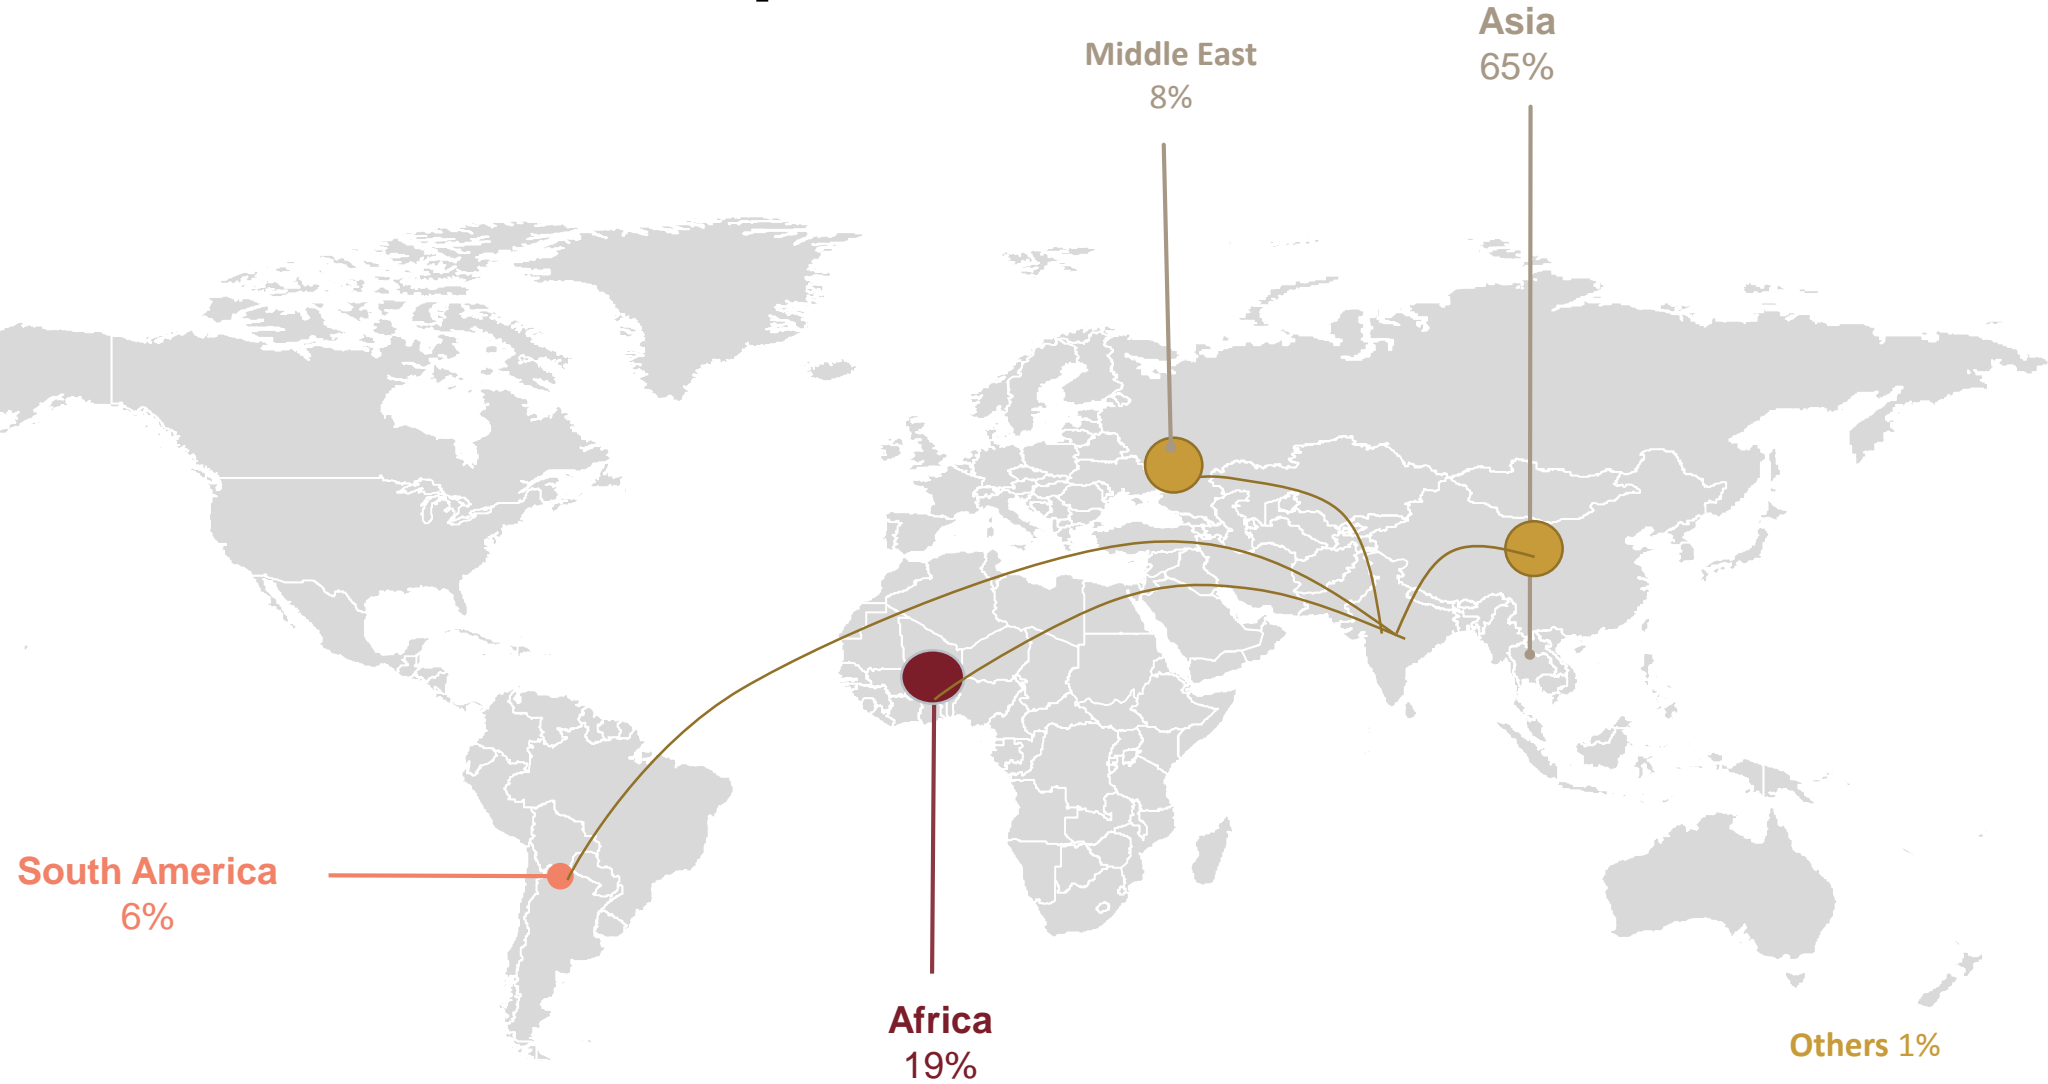 Asia
65%
Middle East
8%
South America
6%
Africa
19%
Others 1%